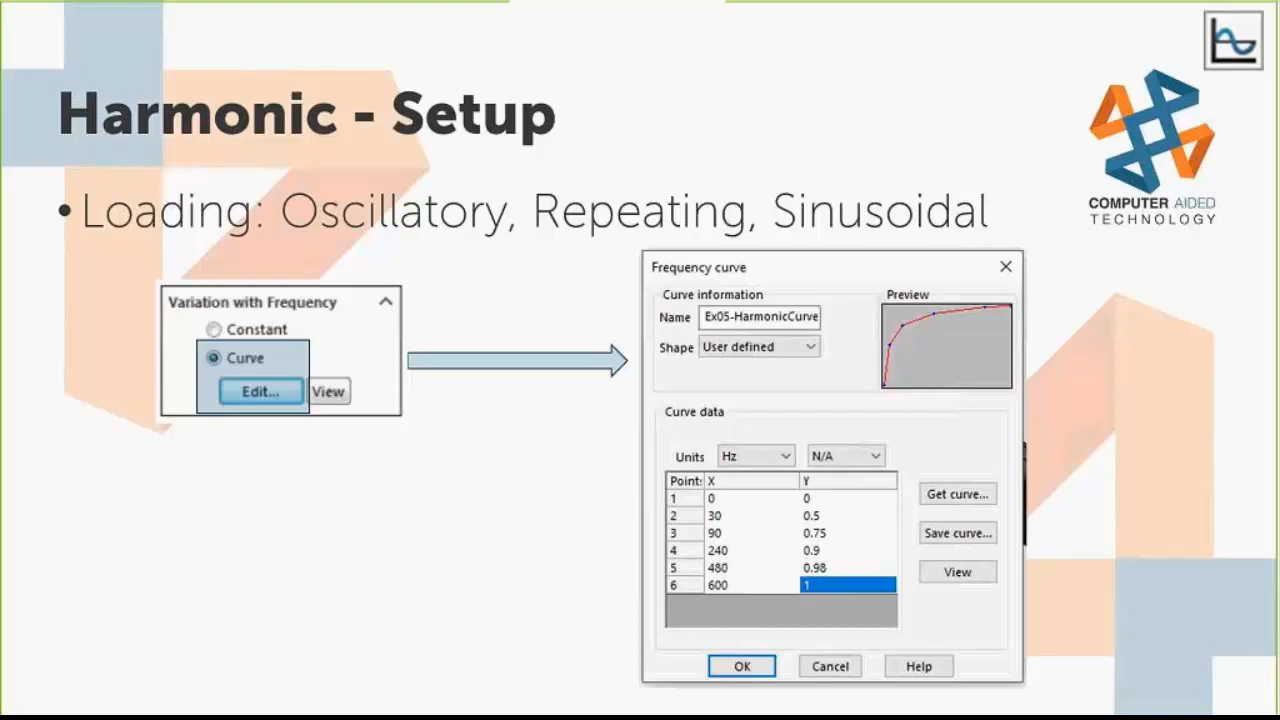 Harmonic - Setup
COMPUTER AIDED
TECHNOLOGY
• Loading: Oscillatory, Repeating, Sinusoidal
Variation with Frequency
Constant
Curve
Edit...
View
Frequency curve
Curve information
Name Ex05-HarmonicCurve
Shape User defined
Preview
Curve data
Units Hz N/A
Point: X Y
1 0 0
2 30 0.5
3 90 0.75
4 240 0.9
5 480 0.98
6 600 1
Get curve...
Save curve...
View
OK Cancel Help